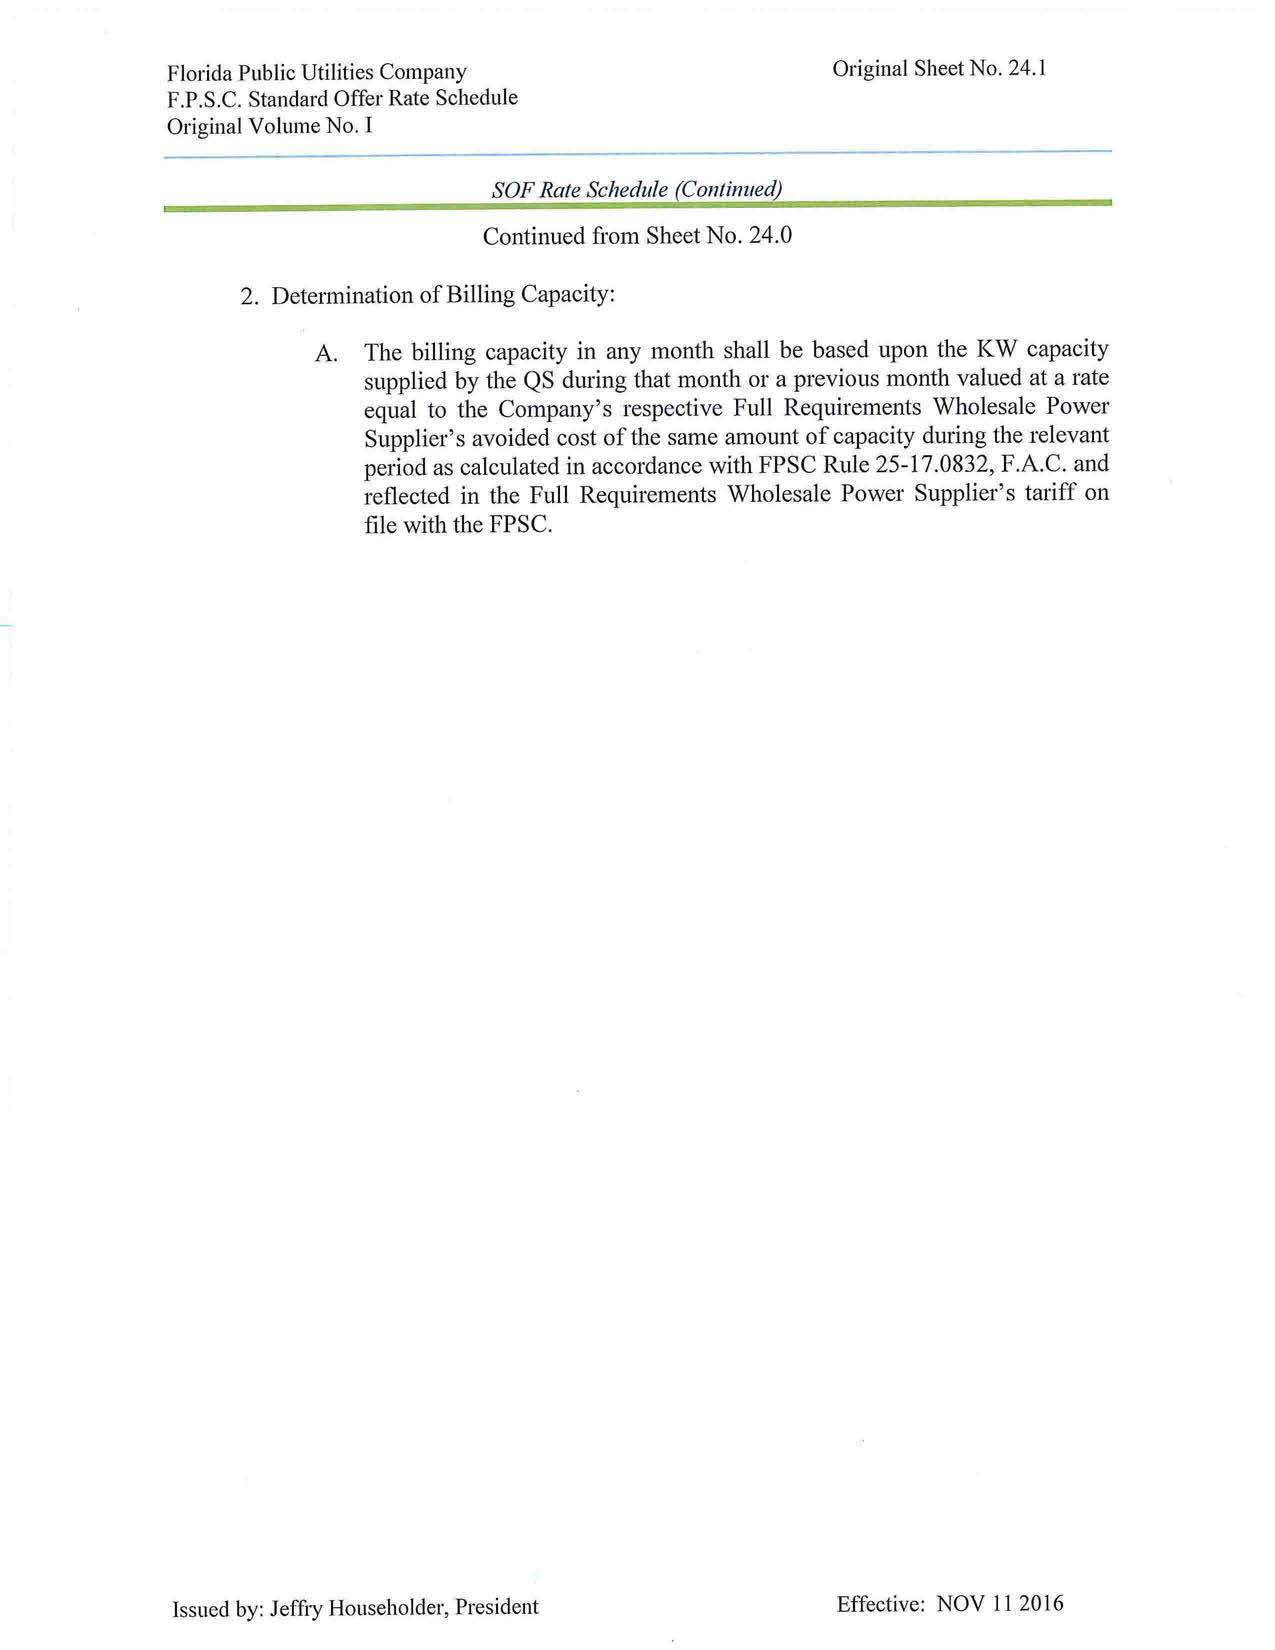 Florida Public Utilities Company
Original Sheet No. 24.1
F.P.S.C. Standard Offer Rate Schedule
Original Volume No. I
SOF Rate Schedule (Continued)
Continued from Sheet No. 24.0
2. Determination of Billing Capacity:
A. The billing capacity in any month shall be based upon the KW capacity
supplied by the QS during that month or a previous month valued at a rate
equal to the Company's respective Full Requirements Wholesale Power
Supplier's avoided cost of the same amount of capacity during the relevant
period as calculated in accordance with FPSC Rule 25-17.0832, F.A.C. and
reflected in the Full Requirements Wholesale Power Supplier's tariff on
file with the FPSC.
Issued by: Jeffry Householder, President
Effective: NOV 11 2016